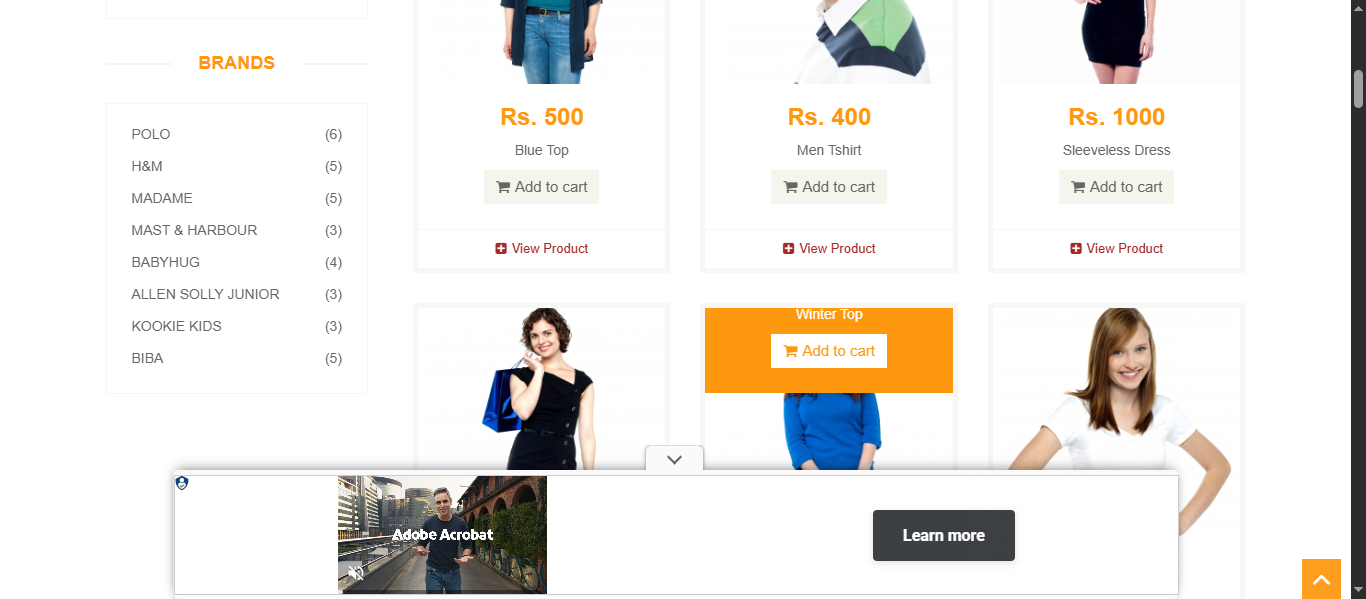 BRANDS
POLO (6)
H&M (5)
MADAME (5)
MAST & HARBOUR (3)
BABYHUG (4)
ALLEN SOLLY JUNIOR (3)
KOOKIE KIDS (3)
BIBA (5)
Rs. 500
Blue Top
Add to cart
View Product
Rs. 400
Men Tshirt
Add to cart
View Product
Rs. 1000
Sleeveless Dress
Add to cart
View Product
Winter Top
Add to cart
Adobe Acrobat
Learn more